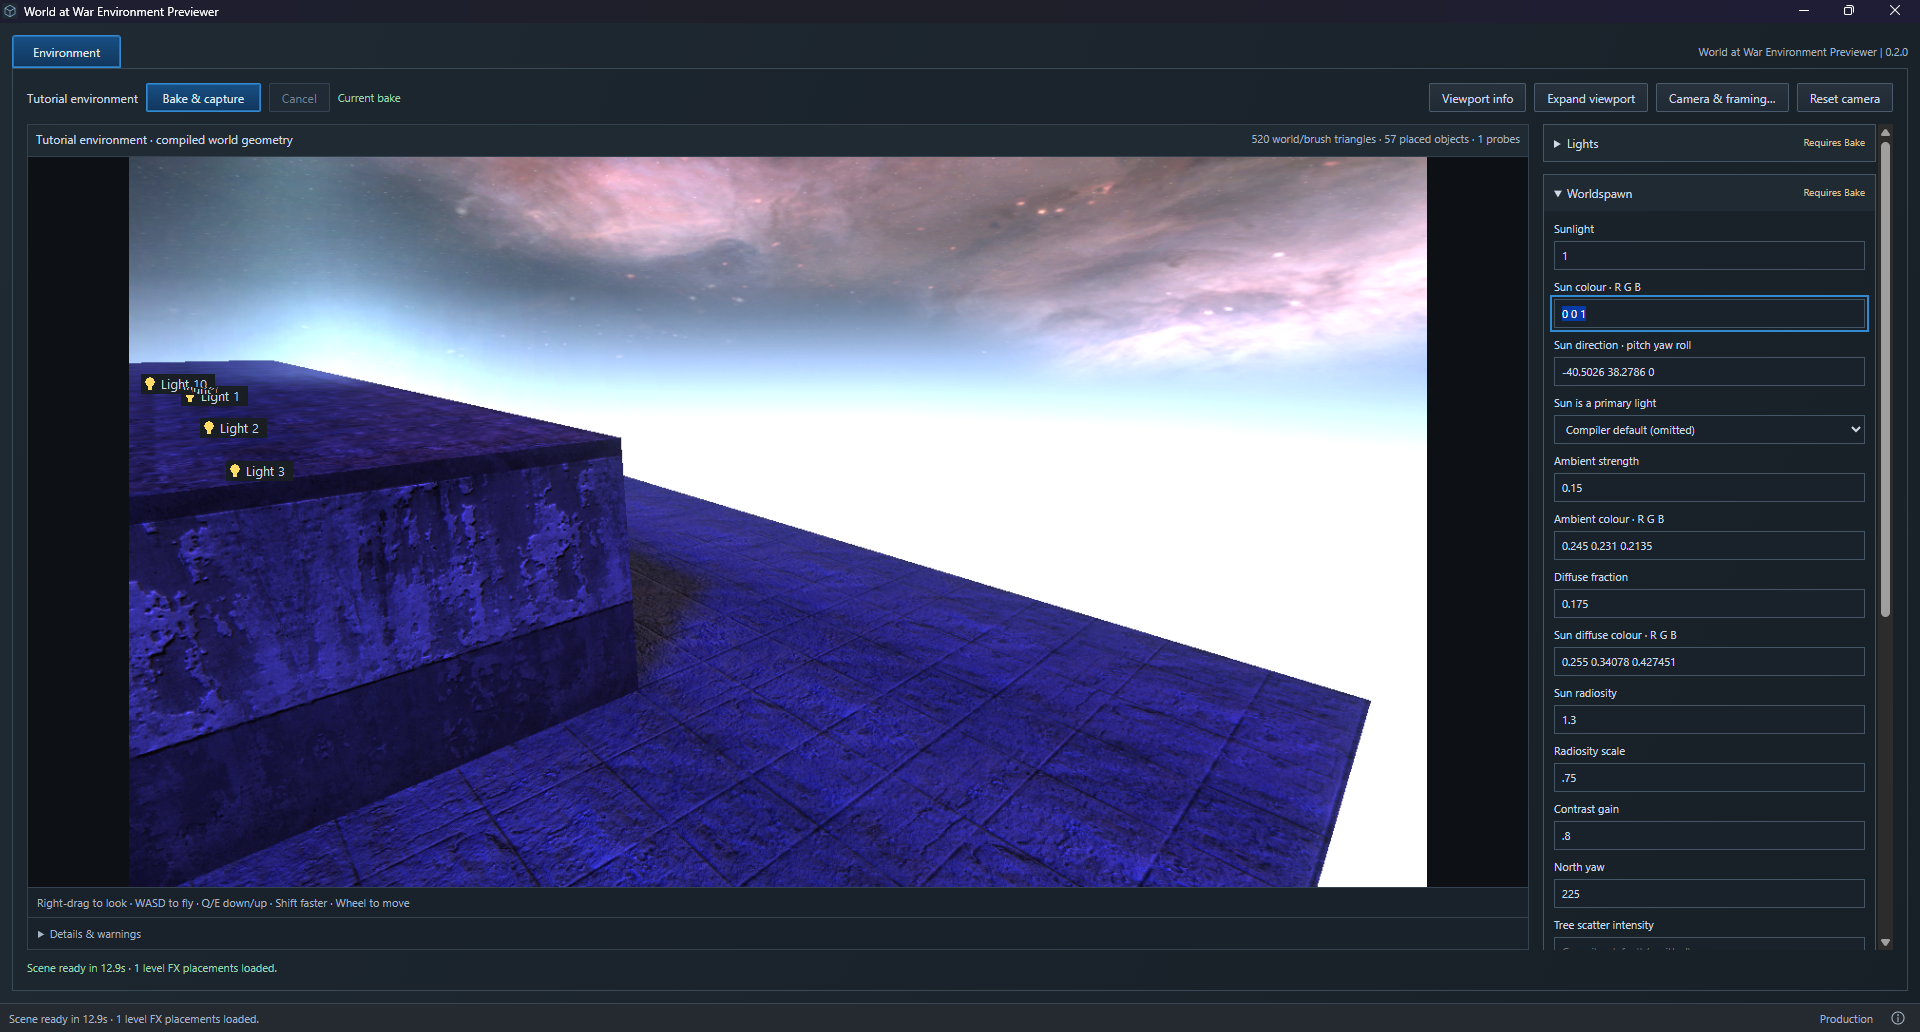 World at War Environment Previewer
Environment
World at War Environment Previewer | 0.2.0
Tutorial environment
Bake & capture
Cancel
Current bake
Viewport info
Expand viewport
Camera & framing...
Reset camera
Tutorial environment · compiled world geometry
520 world/brush triangles · 57 placed objects · 1 probes
Light 10
Light 1
Light 2
Light 3
Right-drag to look · WASD to fly · Q/E down/up · Shift faster · Wheel to move
▶ Details & warnings
Scene ready in 12.9s · 1 level FX placements loaded.
▶ Lights
Requires Bake
▼ Worldspawn
Requires Bake
Sunlight
1
Sun colour · R G B
0 0 1
Sun direction · pitch yaw roll
-40.5026 38.2786 0
Sun is a primary light
Compiler default (omitted)
Ambient strength
0.15
Ambient colour · R G B
0.245 0.231 0.2135
Diffuse fraction
0.175
Sun diffuse colour · R G B
0.255 0.34078 0.427451
Sun radiosity
1.3
Radiosity scale
.75
Contrast gain
.8
North yaw
225
Tree scatter intensity
Scene ready in 12.9s · 1 level FX placements loaded.
Production